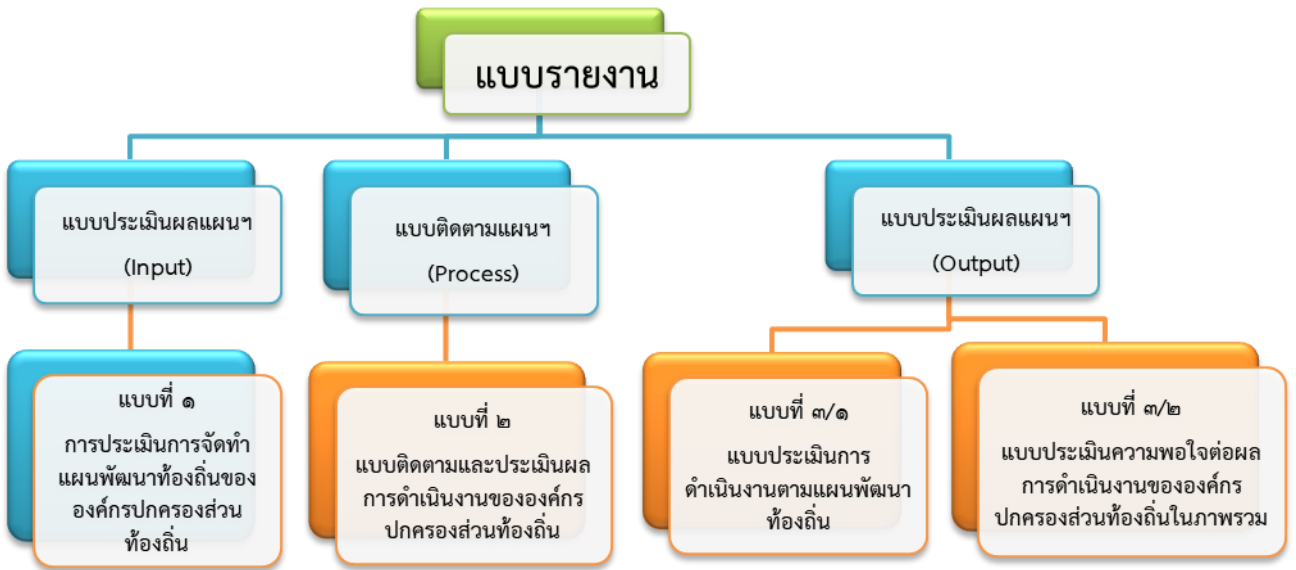 แบบรายงาน
แบบประเมินผลแผนฯ
(Input)
แบบติดตามแผนฯ
(Process)
แบบประเมินผลแผนฯ
(Output)
แบบที่ ๑
การประเมินการจัดทำ
แผนพัฒนาท้องถิ่นของ
องค์กรปกครองส่วน
ท้องถิ่น
แบบที่ ๒
แบบติดตามและประเมินผล
การดำเนินงานขององค์กร
ปกครองส่วนท้องถิ่น
แบบที่ ๓/๑
แบบประเมินการ
ดำเนินงานตามแผนพัฒนา
ท้องถิ่น
แบบที่ ๓/๒
แบบประเมินความพอใจต่อผล
การดำเนินงานขององค์กร
ปกครองส่วนท้องถิ่นในภาพรวม